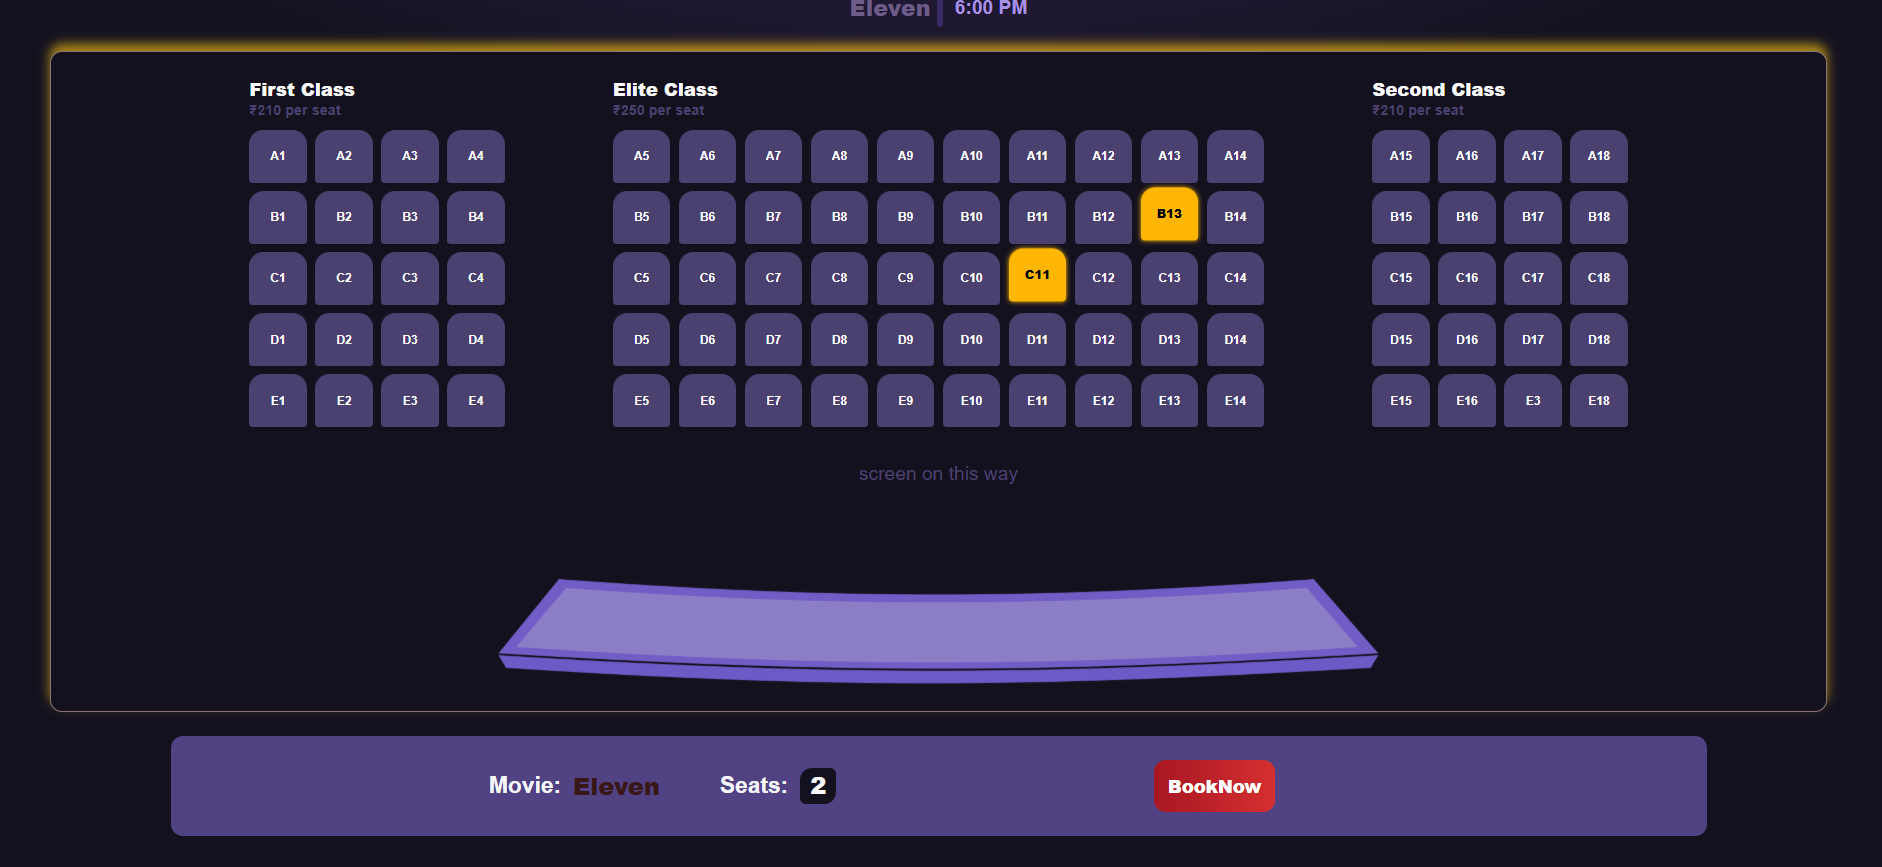 Eleven 6:00 PM
First Class Elite Class Second Class
₹210 per seat ₹250 per seat ₹210 per seat
A1 A2 A3 A4 A5 A6 A7 A8 A9 A10 A11 A12 A13 A14 A15 A16 A17 A18
B1 B2 B3 B4 B5 B6 B7 B8 B9 B10 B11 B12 B13 B14 B15 B16 B17 B18
C1 C2 C3 C4 C5 C6 C7 C8 C9 C10 C11 C12 C13 C14 C15 C16 C17 C18
D1 D2 D3 D4 D5 D6 D7 D8 D9 D10 D11 D12 D13 D14 D15 D16 D17 D18
E1 E2 E3 E4 E5 E6 E7 E8 E9 E10 E11 E12 E13 E14 E15 E16 E3 E18
screen on this way
Movie: Eleven Seats: 2 BookNow